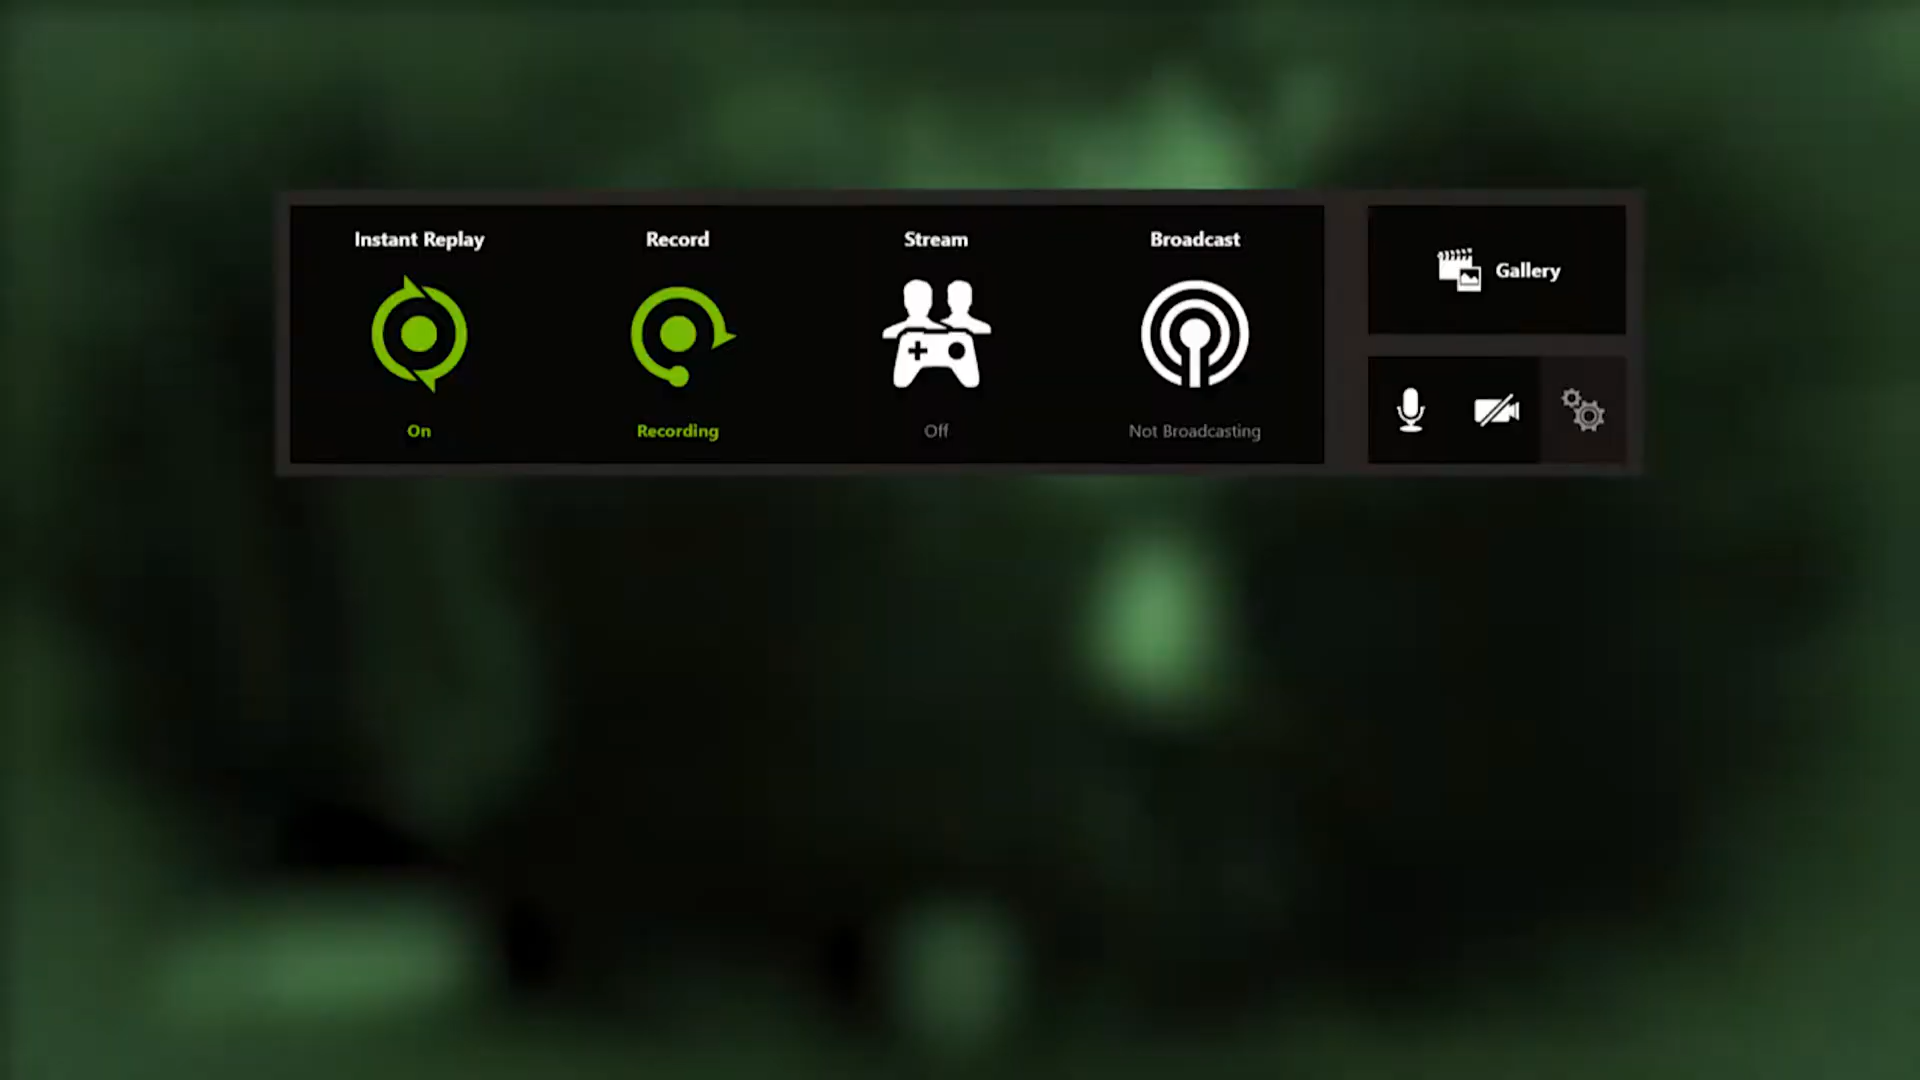 Instant Replay
Record
Stream
Broadcast
Gallery
On
Recording
Off
Not Broadcasting